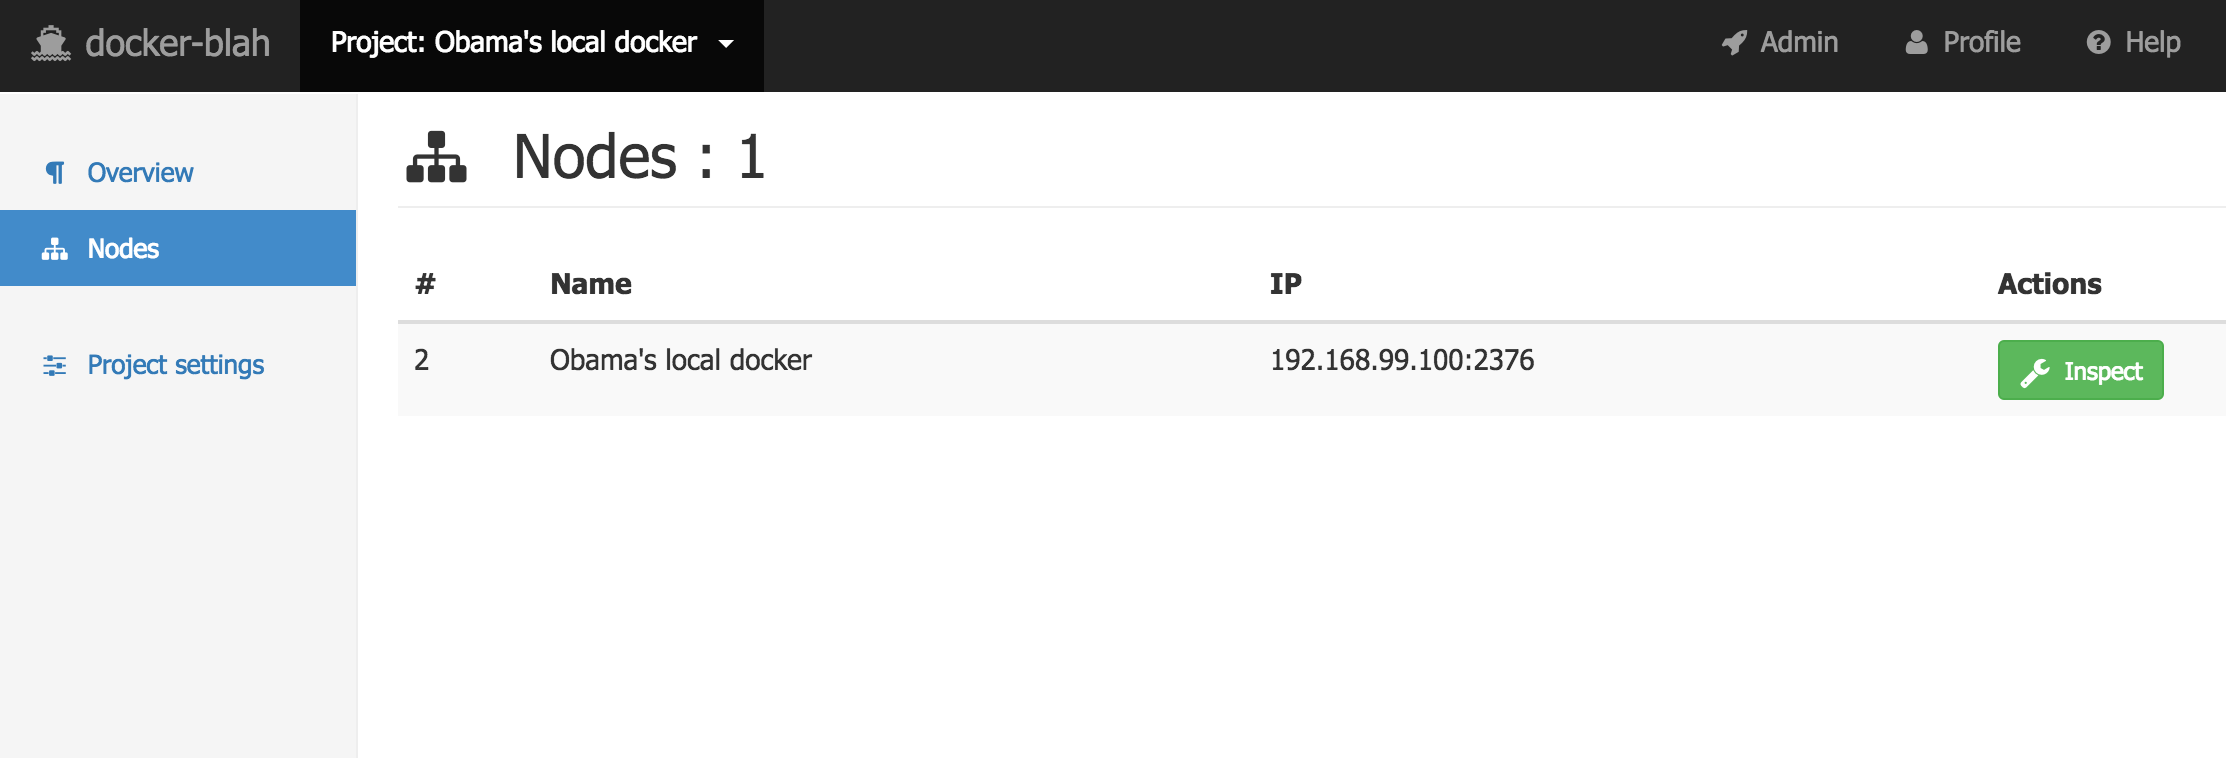 docker-blah Project: Obama's local docker Admin Profile Help
Overview
Nodes
Project settings
Nodes : 1
# Name IP Actions
2 Obama's local docker 192.168.99.100:2376 Inspect